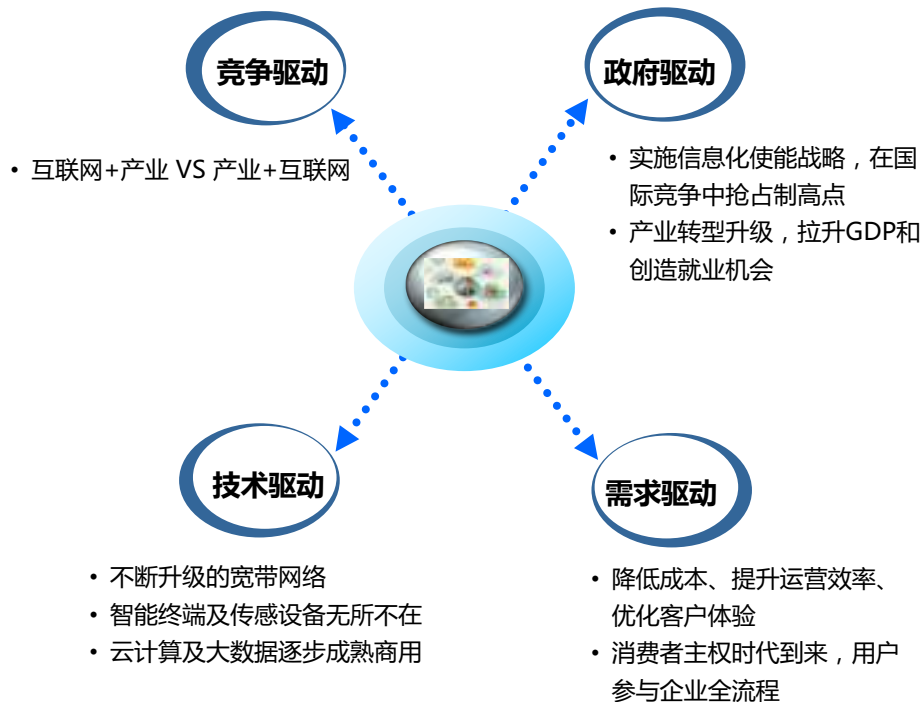 竞争驱动
• 互联网+产业 VS 产业+互联网
政府驱动
• 实施信息化使能战略，在国
际竞争中抢占制高点
• 产业转型升级，拉升GDP和
创造就业机会
技术驱动
• 不断升级的宽带网络
• 智能终端及传感设备无所不在
• 云计算及大数据逐步成熟商用
需求驱动
• 降低成本、提升运营效率、
优化客户体验
• 消费者主权时代到来，用户
参与企业全流程